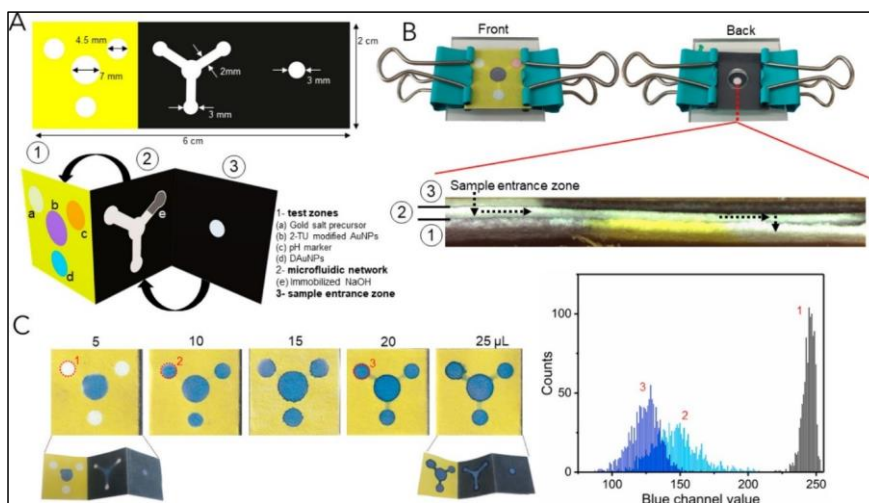 A
4.5 mm
7 mm
2mm
3 mm
3 mm
2 cm
6 cm
1
2
3
a
b
c
d
e
1- test zones
(a) Gold salt precursor
(b) 2-TU modified AuNPs
(c) pH marker
(d) DAuNPs
2- microfluidic network
(e) Immobilized NaOH
3- sample entrance zone
B
Front
Back
3
2
1
Sample entrance zone
C
5
10
15
20
25 µL
1
2
3
Counts
100
50
0
1
3
2
100
150
200
250
Blue channel value